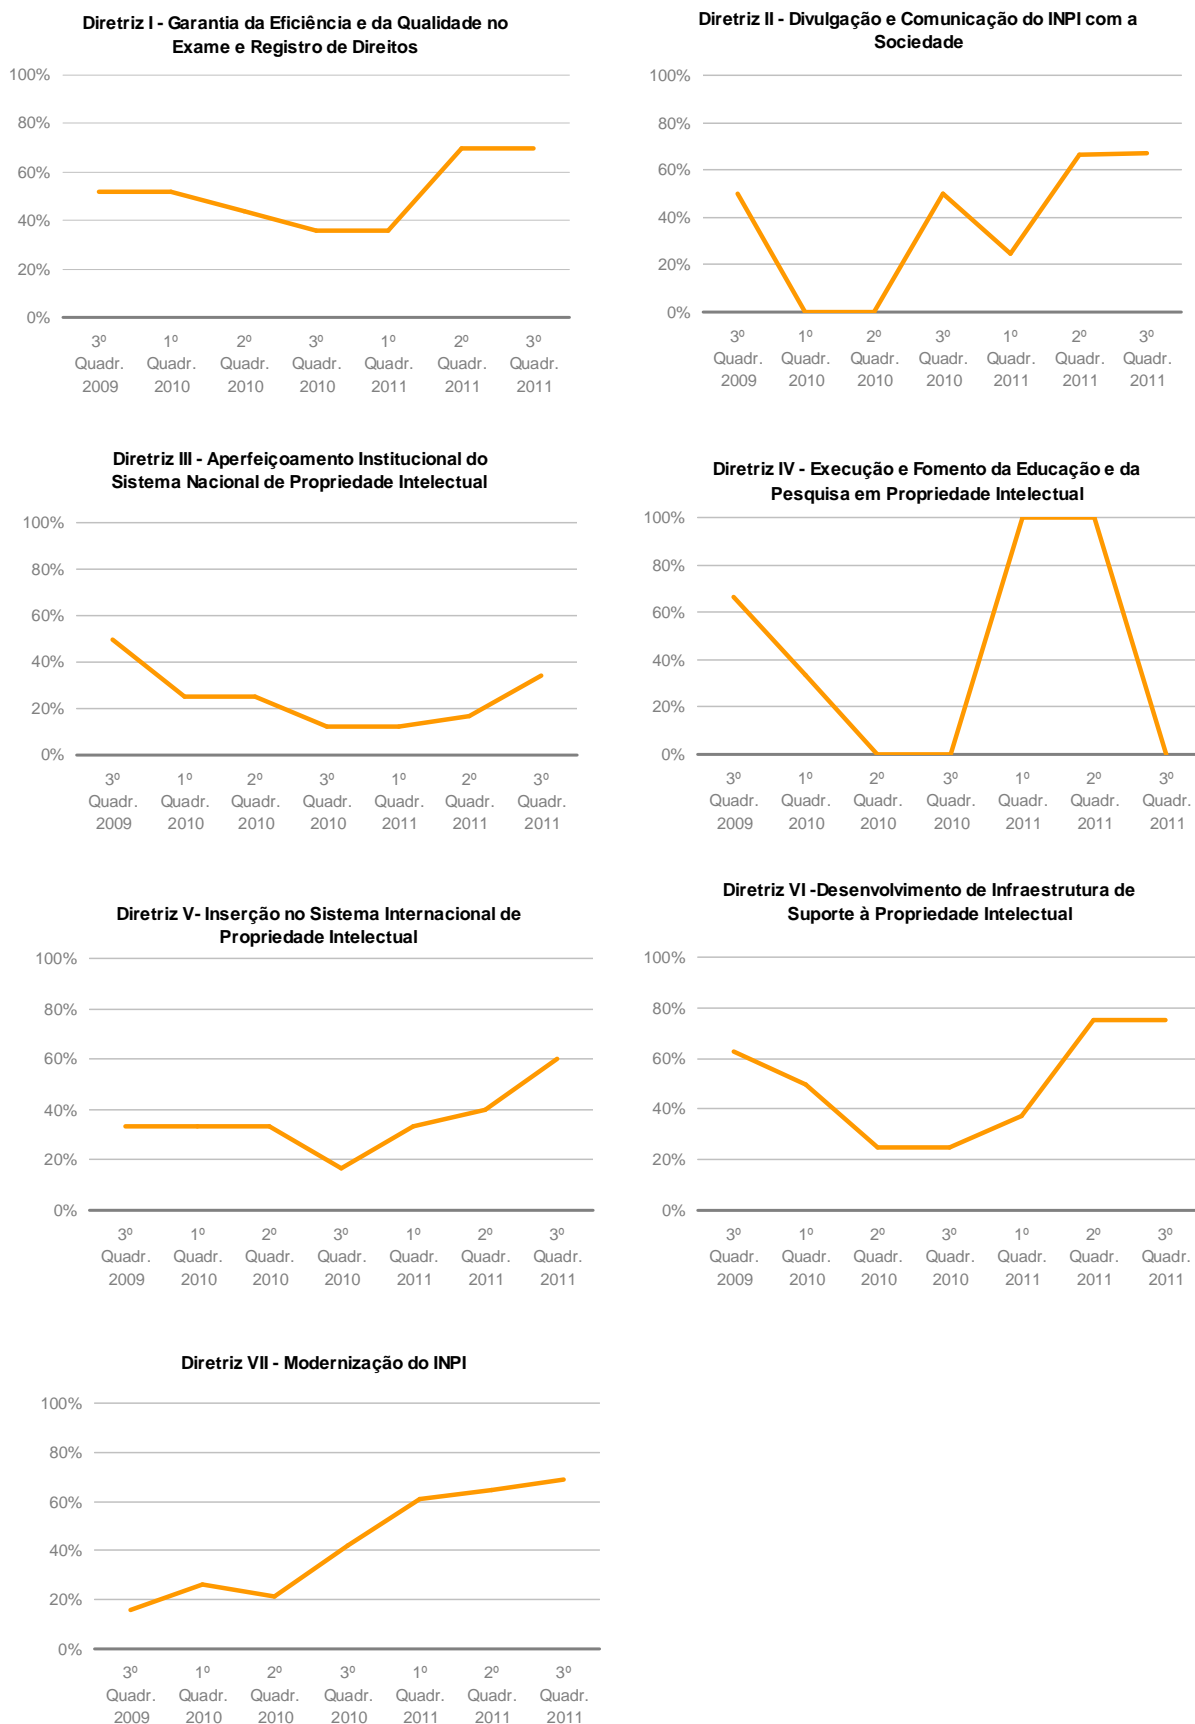 Diretriz I - Garantia da Eficiência e da Qualidade no
Exame e Registro de Direitos
100%
80%
60%
40%
20%
0%
3º 1º 2º 3º 1º 2º 3º
Quadr. Quadr. Quadr. Quadr. Quadr. Quadr. Quadr.
2009 2010 2010 2010 2011 2011 2011
Diretriz II - Divulgação e Comunicação do INPI com a
Sociedade
100%
80%
60%
40%
20%
0%
3º 1º 2º 3º 1º 2º 3º
Quadr. Quadr. Quadr. Quadr. Quadr. Quadr. Quadr.
2009 2010 2010 2010 2011 2011 2011
Diretriz III - Aperfeiçoamento Institucional do
Sistema Nacional de Propriedade Intelectual
100%
80%
60%
40%
20%
0%
3º 1º 2º 3º 1º 2º 3º
Quadr. Quadr. Quadr. Quadr. Quadr. Quadr. Quadr.
2009 2010 2010 2010 2011 2011 2011
Diretriz IV - Execução e Fomento da Educação e da
Pesquisa em Propriedade Intelectual
100%
80%
60%
40%
20%
0%
3º 1º 2º 3º 1º 2º 3º
Quadr. Quadr. Quadr. Quadr. Quadr. Quadr. Quadr.
2009 2010 2010 2010 2011 2011 2011
Diretriz V- Inserção no Sistema Internacional de
Propriedade Intelectual
100%
80%
60%
40%
20%
0%
3º 1º 2º 3º 1º 2º 3º
Quadr. Quadr. Quadr. Quadr. Quadr. Quadr. Quadr.
2009 2010 2010 2010 2011 2011 2011
Diretriz VI -Desenvolvimento de Infraestrutura de
Suporte à Propriedade Intelectual
100%
80%
60%
40%
20%
0%
3º 1º 2º 3º 1º 2º 3º
Quadr. Quadr. Quadr. Quadr. Quadr. Quadr. Quadr.
2009 2010 2010 2010 2011 2011 2011
Diretriz VII - Modernização do INPI
100%
80%
60%
40%
20%
0%
3º 1º 2º 3º 1º 2º 3º
Quadr. Quadr. Quadr. Quadr. Quadr. Quadr. Quadr.
2009 2010 2010 2010 2011 2011 2011